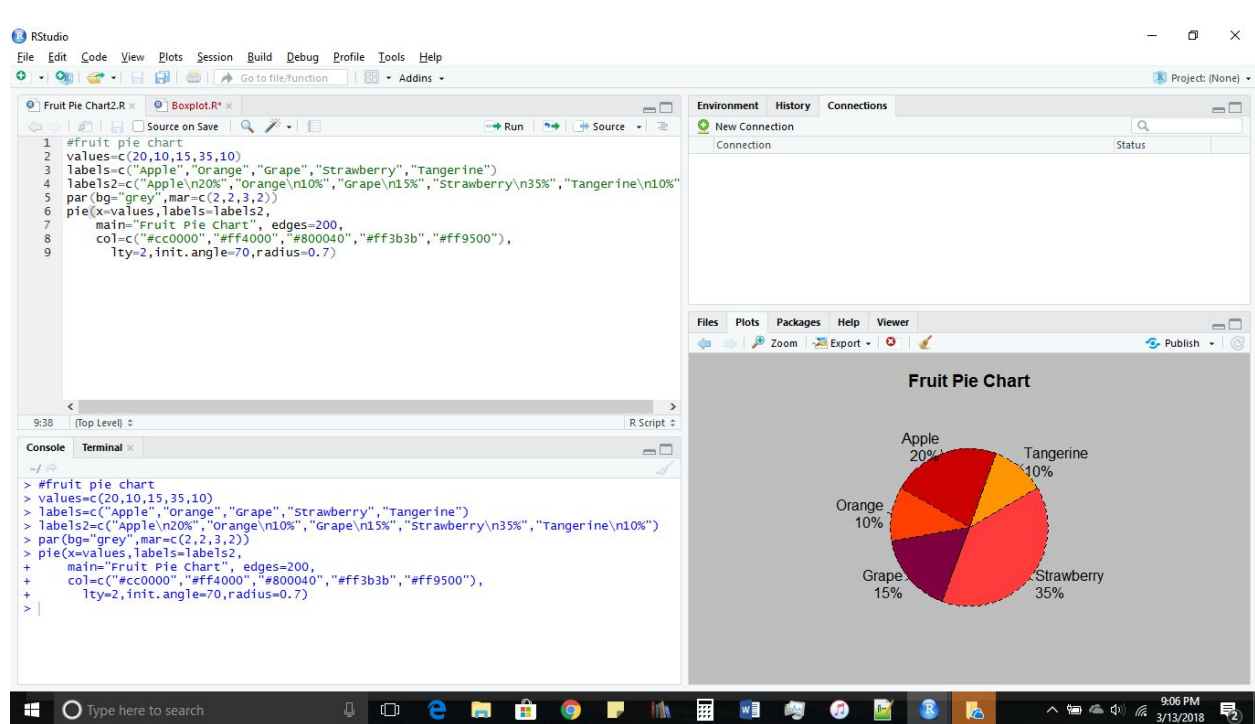 RStudio
File Edit Code View Plots Session Build Debug Profile Tools Help
Go to file/function Addins Project: (None)
Fruit Pie Chart2.R Boxplot.R*
Source on Save Run Source
1 #fruit pie chart
2 values=c(20,10,15,35,10)
3 labels=c("Apple","Orange","Grape","Strawberry","Tangerine")
4 labels2=c("Apple\n20%","Orange\n10%","Grape\n15%","Strawberry\n35%","Tangerine\n10%"
5 par(bg="grey",mar=c(2,2,3,2))
6 pie(x=values,labels=labels2,
7 main="Fruit Pie Chart", edges=200,
8 col=c("#cc0000","#ff4000","#800040","#ff3b3b","#ff9500"),
9 lty=2,init.angle=70,radius=0.7)
9:38 (Top Level) R Script
Console Terminal
~/
> #fruit pie chart
> values=c(20,10,15,35,10)
> labels=c("Apple","Orange","Grape","Strawberry","Tangerine")
> labels2=c("Apple\n20%","Orange\n10%","Grape\n15%","Strawberry\n35%","Tangerine\n10%")
> par(bg="grey",mar=c(2,2,3,2))
> pie(x=values,labels=labels2,
+ main="Fruit Pie Chart", edges=200,
+ col=c("#cc0000","#ff4000","#800040","#ff3b3b","#ff9500"),
+ lty=2,init.angle=70,radius=0.7)
>
Environment History Connections
New Connection
Connection Status
Files Plots Packages Help Viewer
Zoom Export Publish
Fruit Pie Chart
Apple
20%
Tangerine
10%
Orange
10%
Grape
15%
Strawberry
35%
Type here to search
9:06 PM
3/13/2018